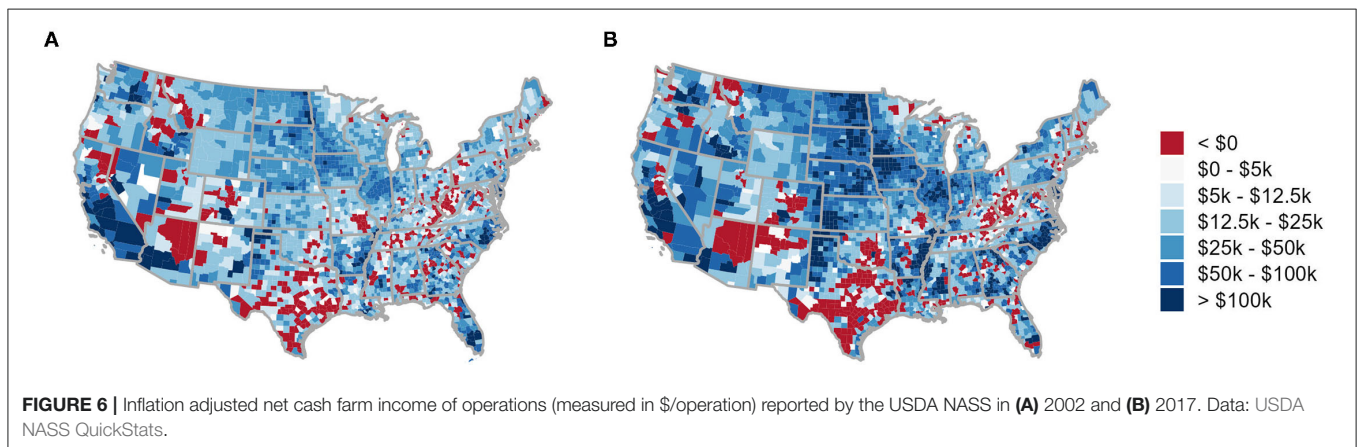 A
B
< $0
$0 - $5k
$5k - $12.5k
$12.5k - $25k
$25k - $50k
$50k - $100k
> $100k
FIGURE 6 | Inflation adjusted net cash farm income of operations (measured in $/operation) reported by the USDA NASS in (A) 2002 and (B) 2017. Data: USDA
NASS QuickStats.